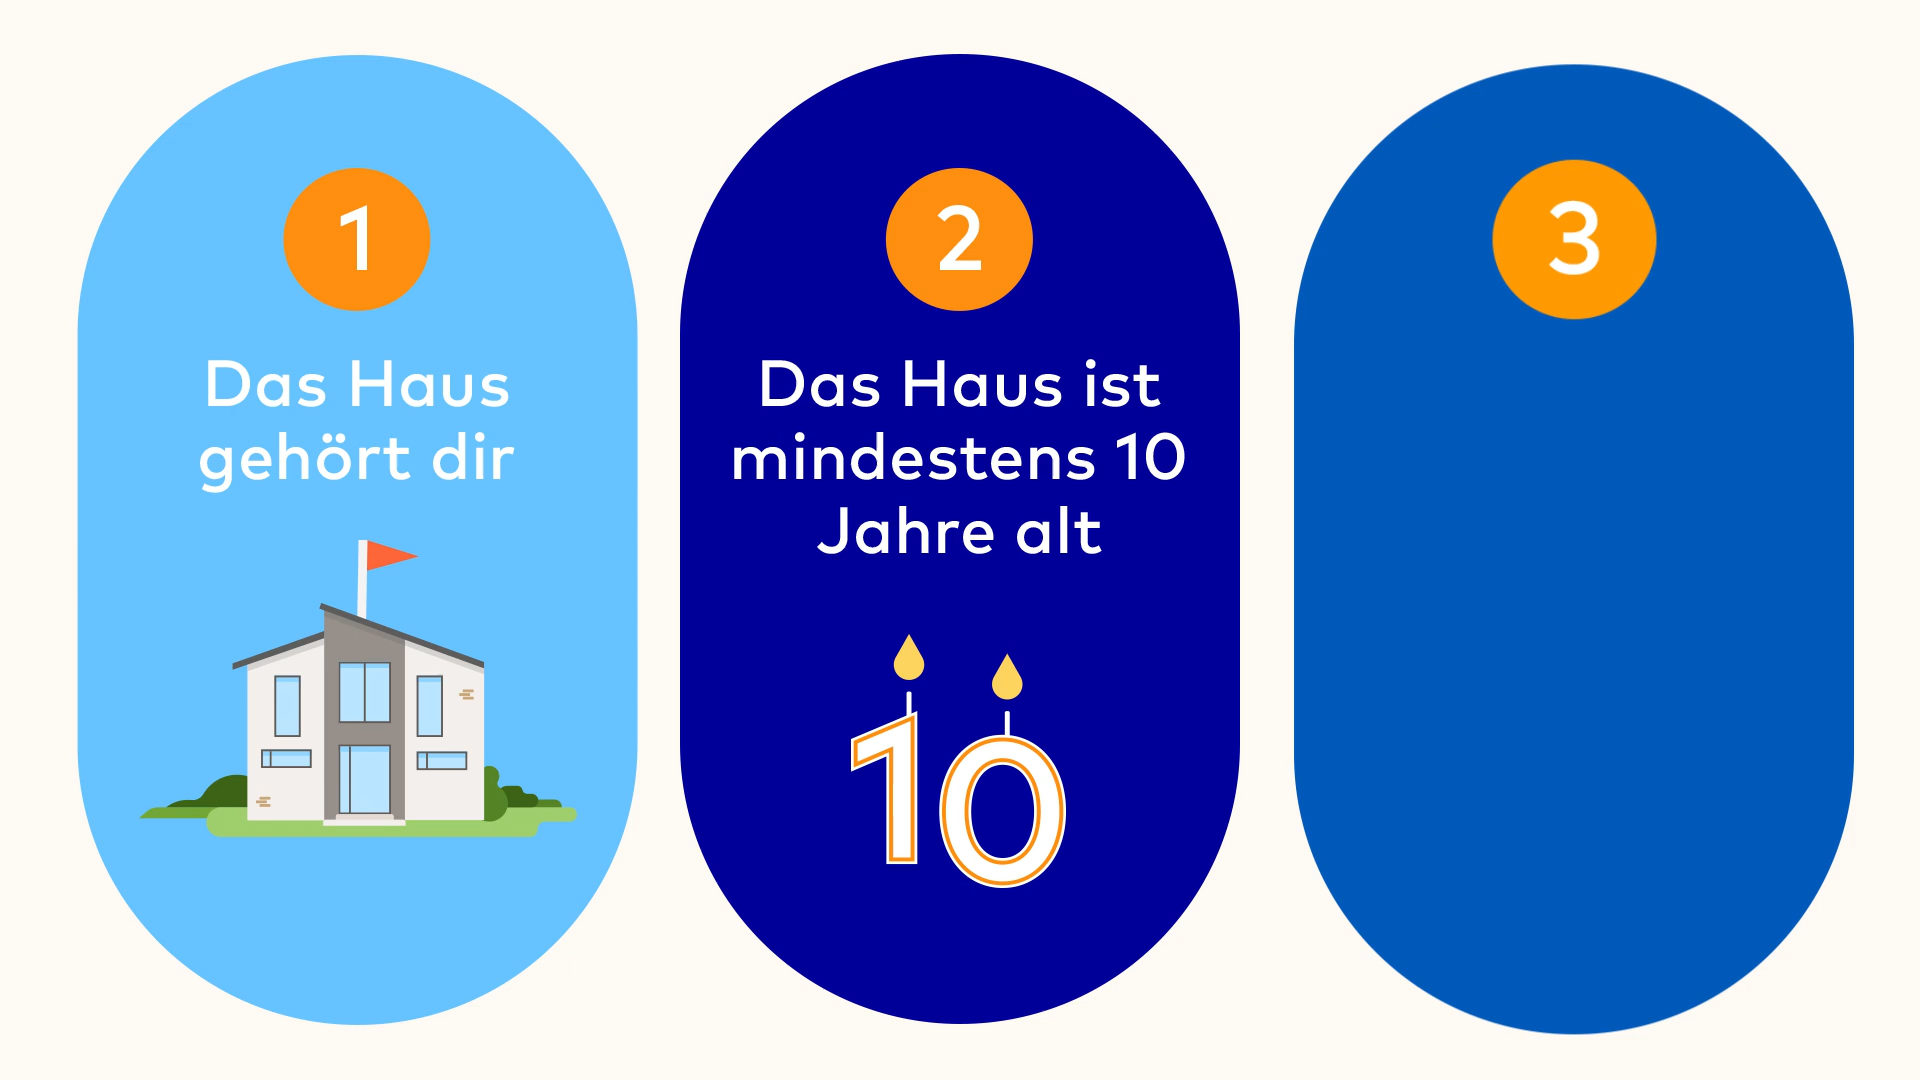 1
Das Haus
gehört dir
2
Das Haus ist
mindestens 10
Jahre alt
10
3